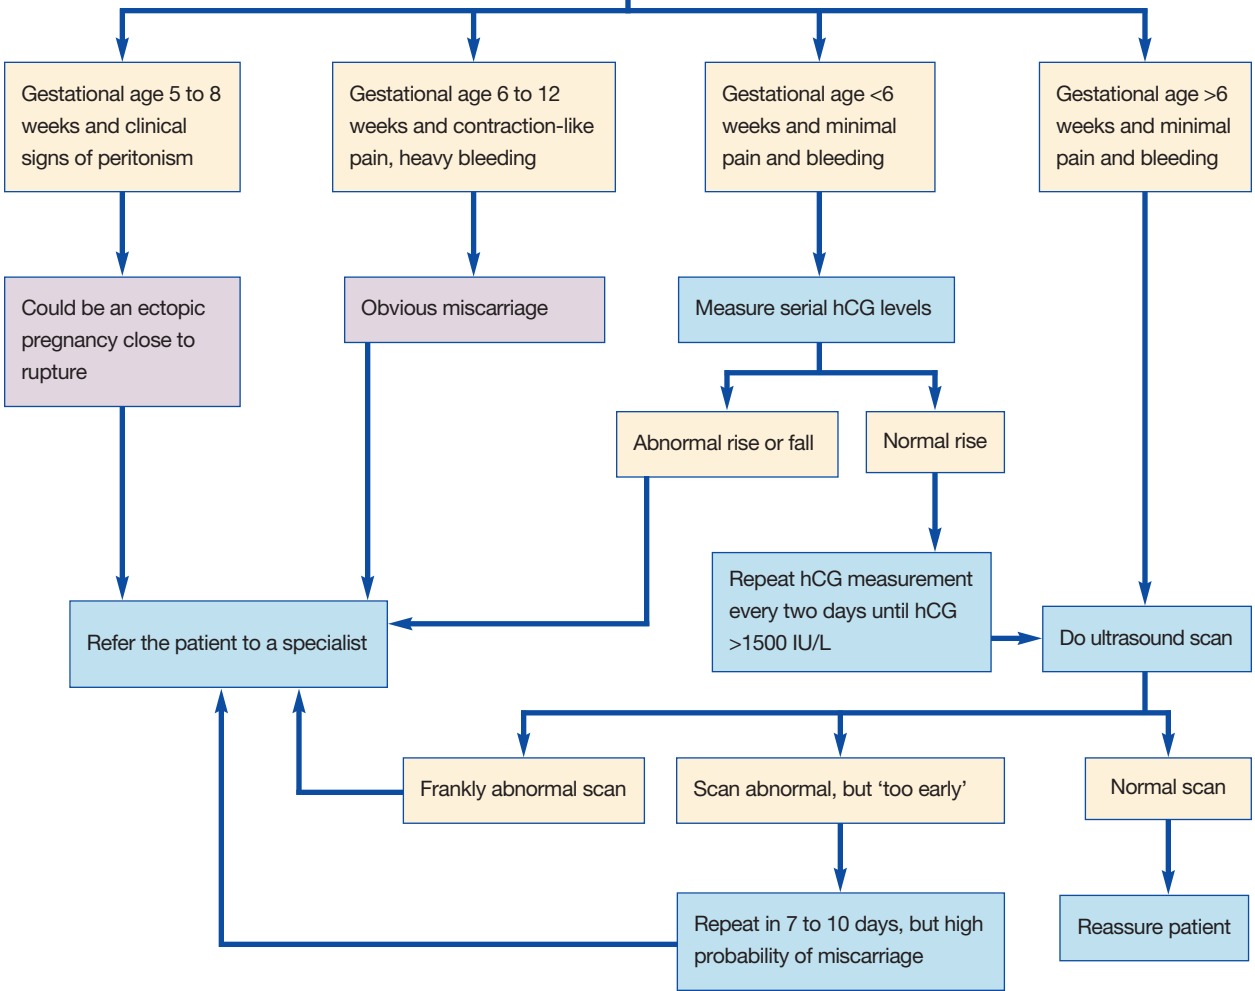 Gestational age 5 to 8
weeks and clinical
signs of peritonism
Gestational age 6 to 12
weeks and contraction-like
pain, heavy bleeding
Gestational age <6
weeks and minimal
pain and bleeding
Gestational age >6
weeks and minimal
pain and bleeding
Could be an ectopic
pregnancy close to
rupture
Obvious miscarriage
Measure serial hCG levels
Abnormal rise or fall
Normal rise
Repeat hCG measurement
every two days until hCG
>1500 IU/L
Refer the patient to a specialist
Do ultrasound scan
Frankly abnormal scan
Scan abnormal, but ‘too early’
Normal scan
Repeat in 7 to 10 days, but high
probability of miscarriage
Reassure patient